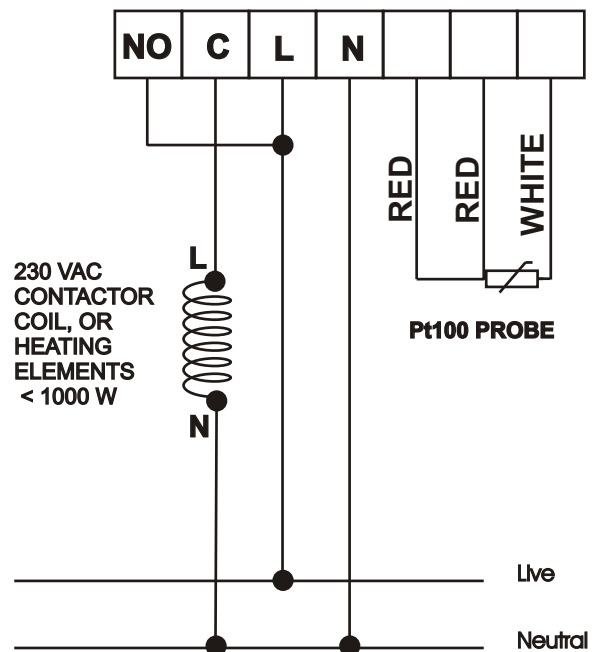 NO C L N
RED RED WHITE
L
230 VAC
CONTACTOR
COIL, OR
HEATING
ELEMENTS
< 1000 W
Pt100 PROBE
N
Live
Neutral